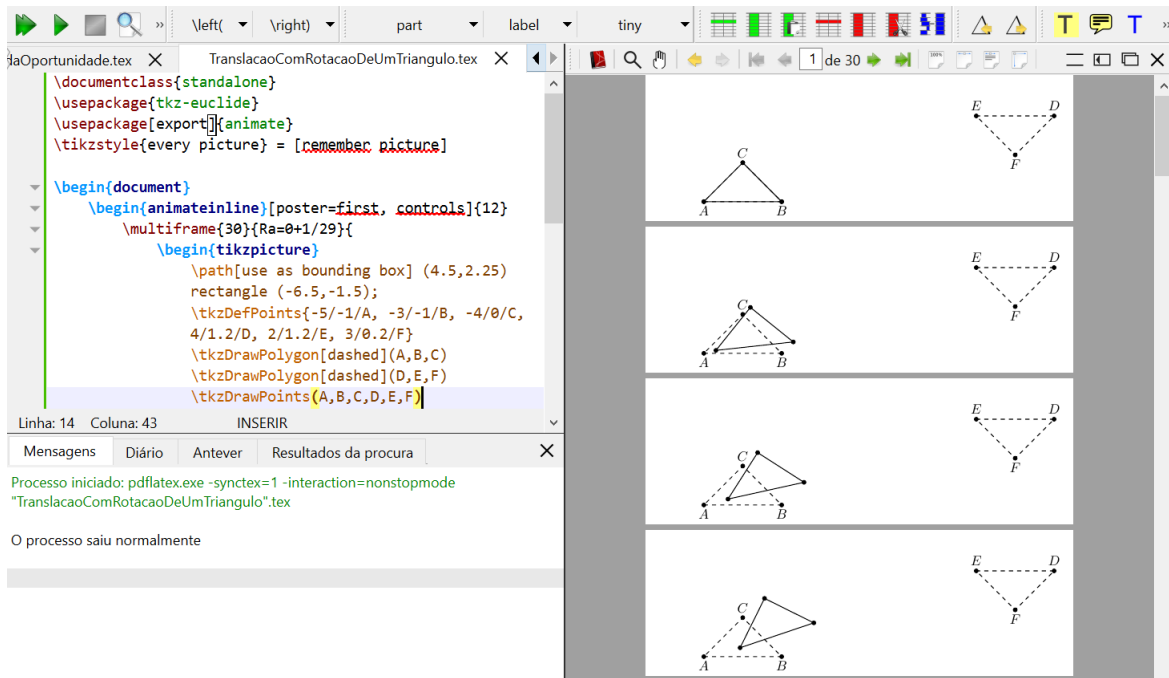 »
\left(
\right)
part
label
tiny
T
T
»
daOportunidade.tex
TranslacaoComRotacaoDeUmTriangulo.tex
1 de 30
100%
\documentclass{standalone}
\usepackage{tkz-euclide}
\usepackage[export]{animate}
\tikzstyle{every picture} = [remember picture]
\begin{document}
\begin{animateinline}[poster=first, controls]{12}
\multiframe{30}{Ra=0+1/29}{
\begin{tikzpicture}
\path[use as bounding box] (4.5,2.25)
rectangle (-6.5,-1.5);
\tkzDefPoints{-5/-1/A, -3/-1/B, -4/0/C,
4/1.2/D, 2/1.2/E, 3/0.2/F}
\tkzDrawPolygon[dashed](A,B,C)
\tkzDrawPolygon[dashed](D,E,F)
\tkzDrawPoints(A,B,C,D,E,F)
Linha: 14 Coluna: 43 INSERIR
Mensagens Diário Antever Resultados da procura
Processo iniciado: pdflatex.exe -synctex=1 -interaction=nonstopmode
"TranslacaoComRotacaoDeUmTriangulo".tex
O processo saiu normalmente
E D
F
C
A B
E D
F
C
A B
E D
F
C
A B
E D
F
C
A B